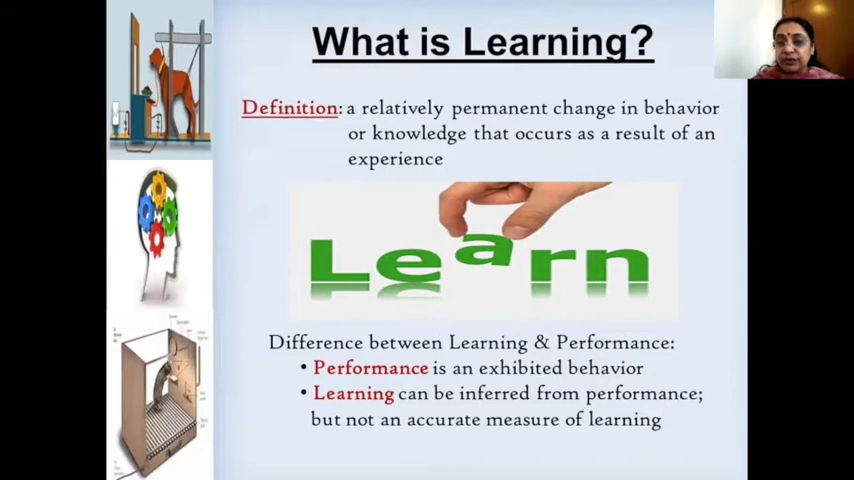 What is Learning?
Definition: a relatively permanent change in behavior
or knowledge that occurs as a result of an
experience
Learn
Difference between Learning & Performance:
• Performance is an exhibited behavior
• Learning can be inferred from performance;
but not an accurate measure of learning